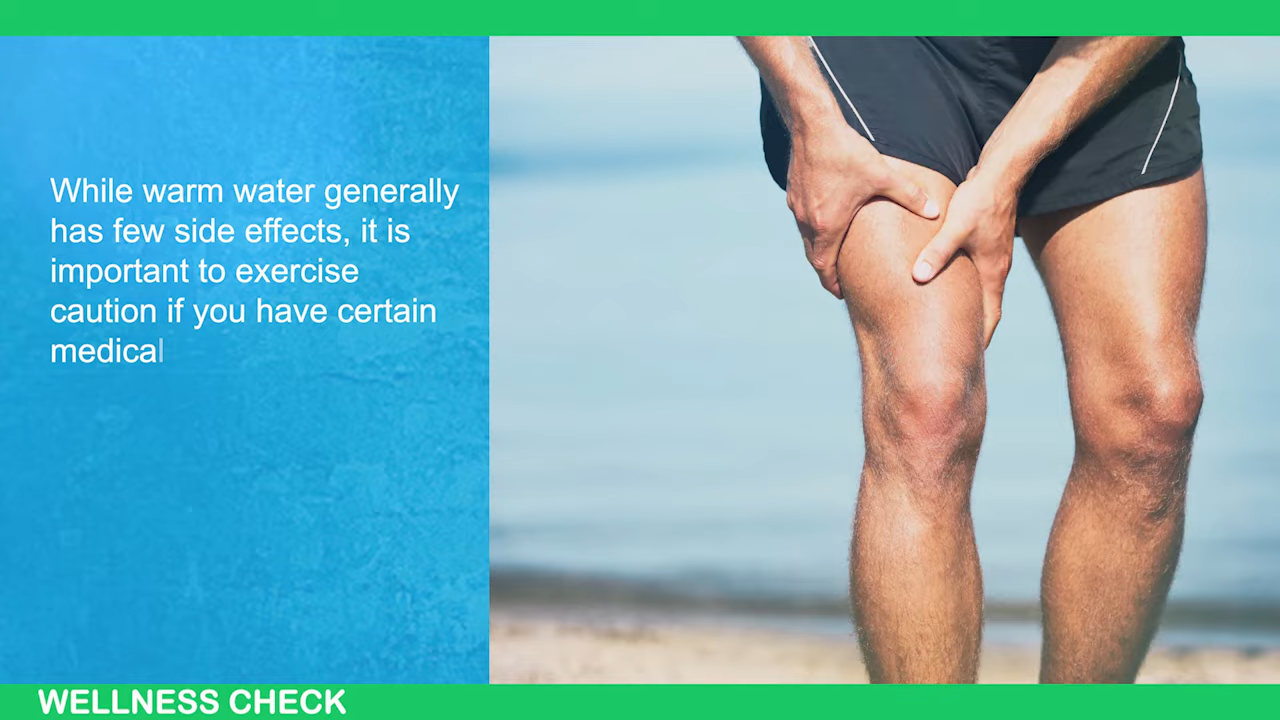 While warm water generally
has few side effects, it is
important to exercise
caution if you have certain
medical
WELLNESS CHECK